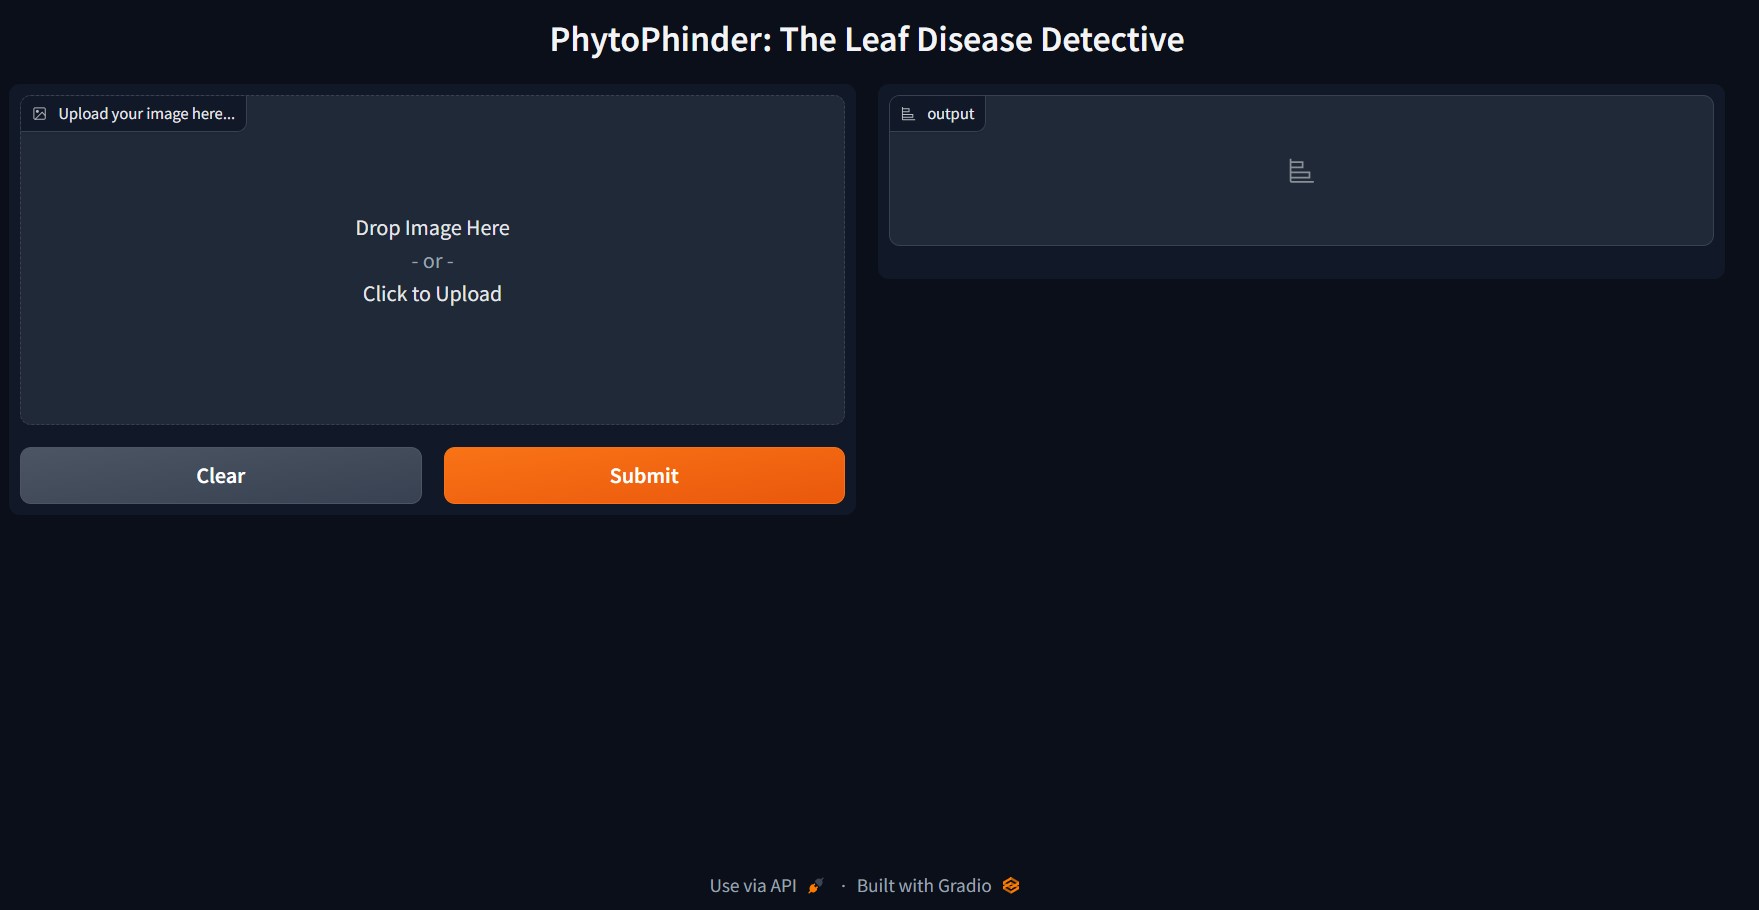 PhytoPhinder: The Leaf Disease Detective
Upload your image here...
Drop Image Here
- or -
Click to Upload
Clear
Submit
output
Use via API · Built with Gradio